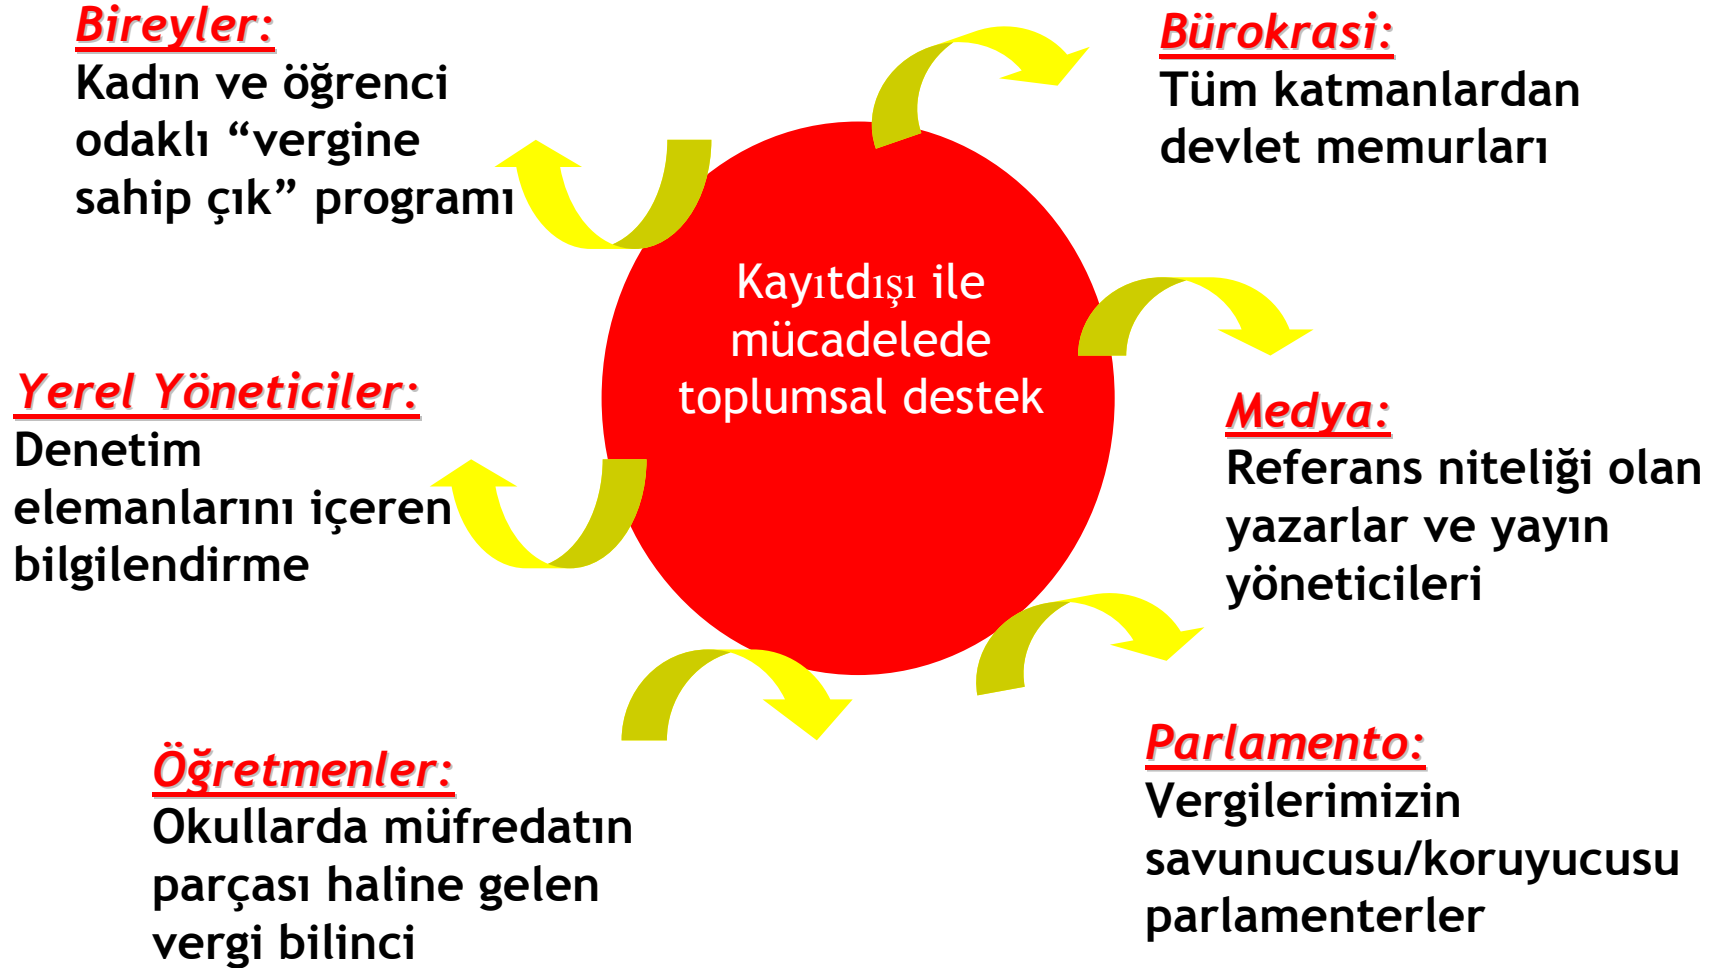 Bireyler:
Kadın ve öğrenci
odaklı “vergine
sahip çık” programı
Bürokrasi:
Tüm katmanlardan
devlet memurları
Kayıtdışı ile
mücadelede
toplumsal destek
Yerel Yöneticiler:
Denetim
elemanlarını içeren
bilgilendirme
Medya:
Referans niteliği olan
yazarlar ve yayın
yöneticileri
Öğretmenler:
Okullarda müfredatın
parçası haline gelen
vergi bilinci
Parlamento:
Vergilerimizin
savunucusu/koruyucusu
parlamenterler